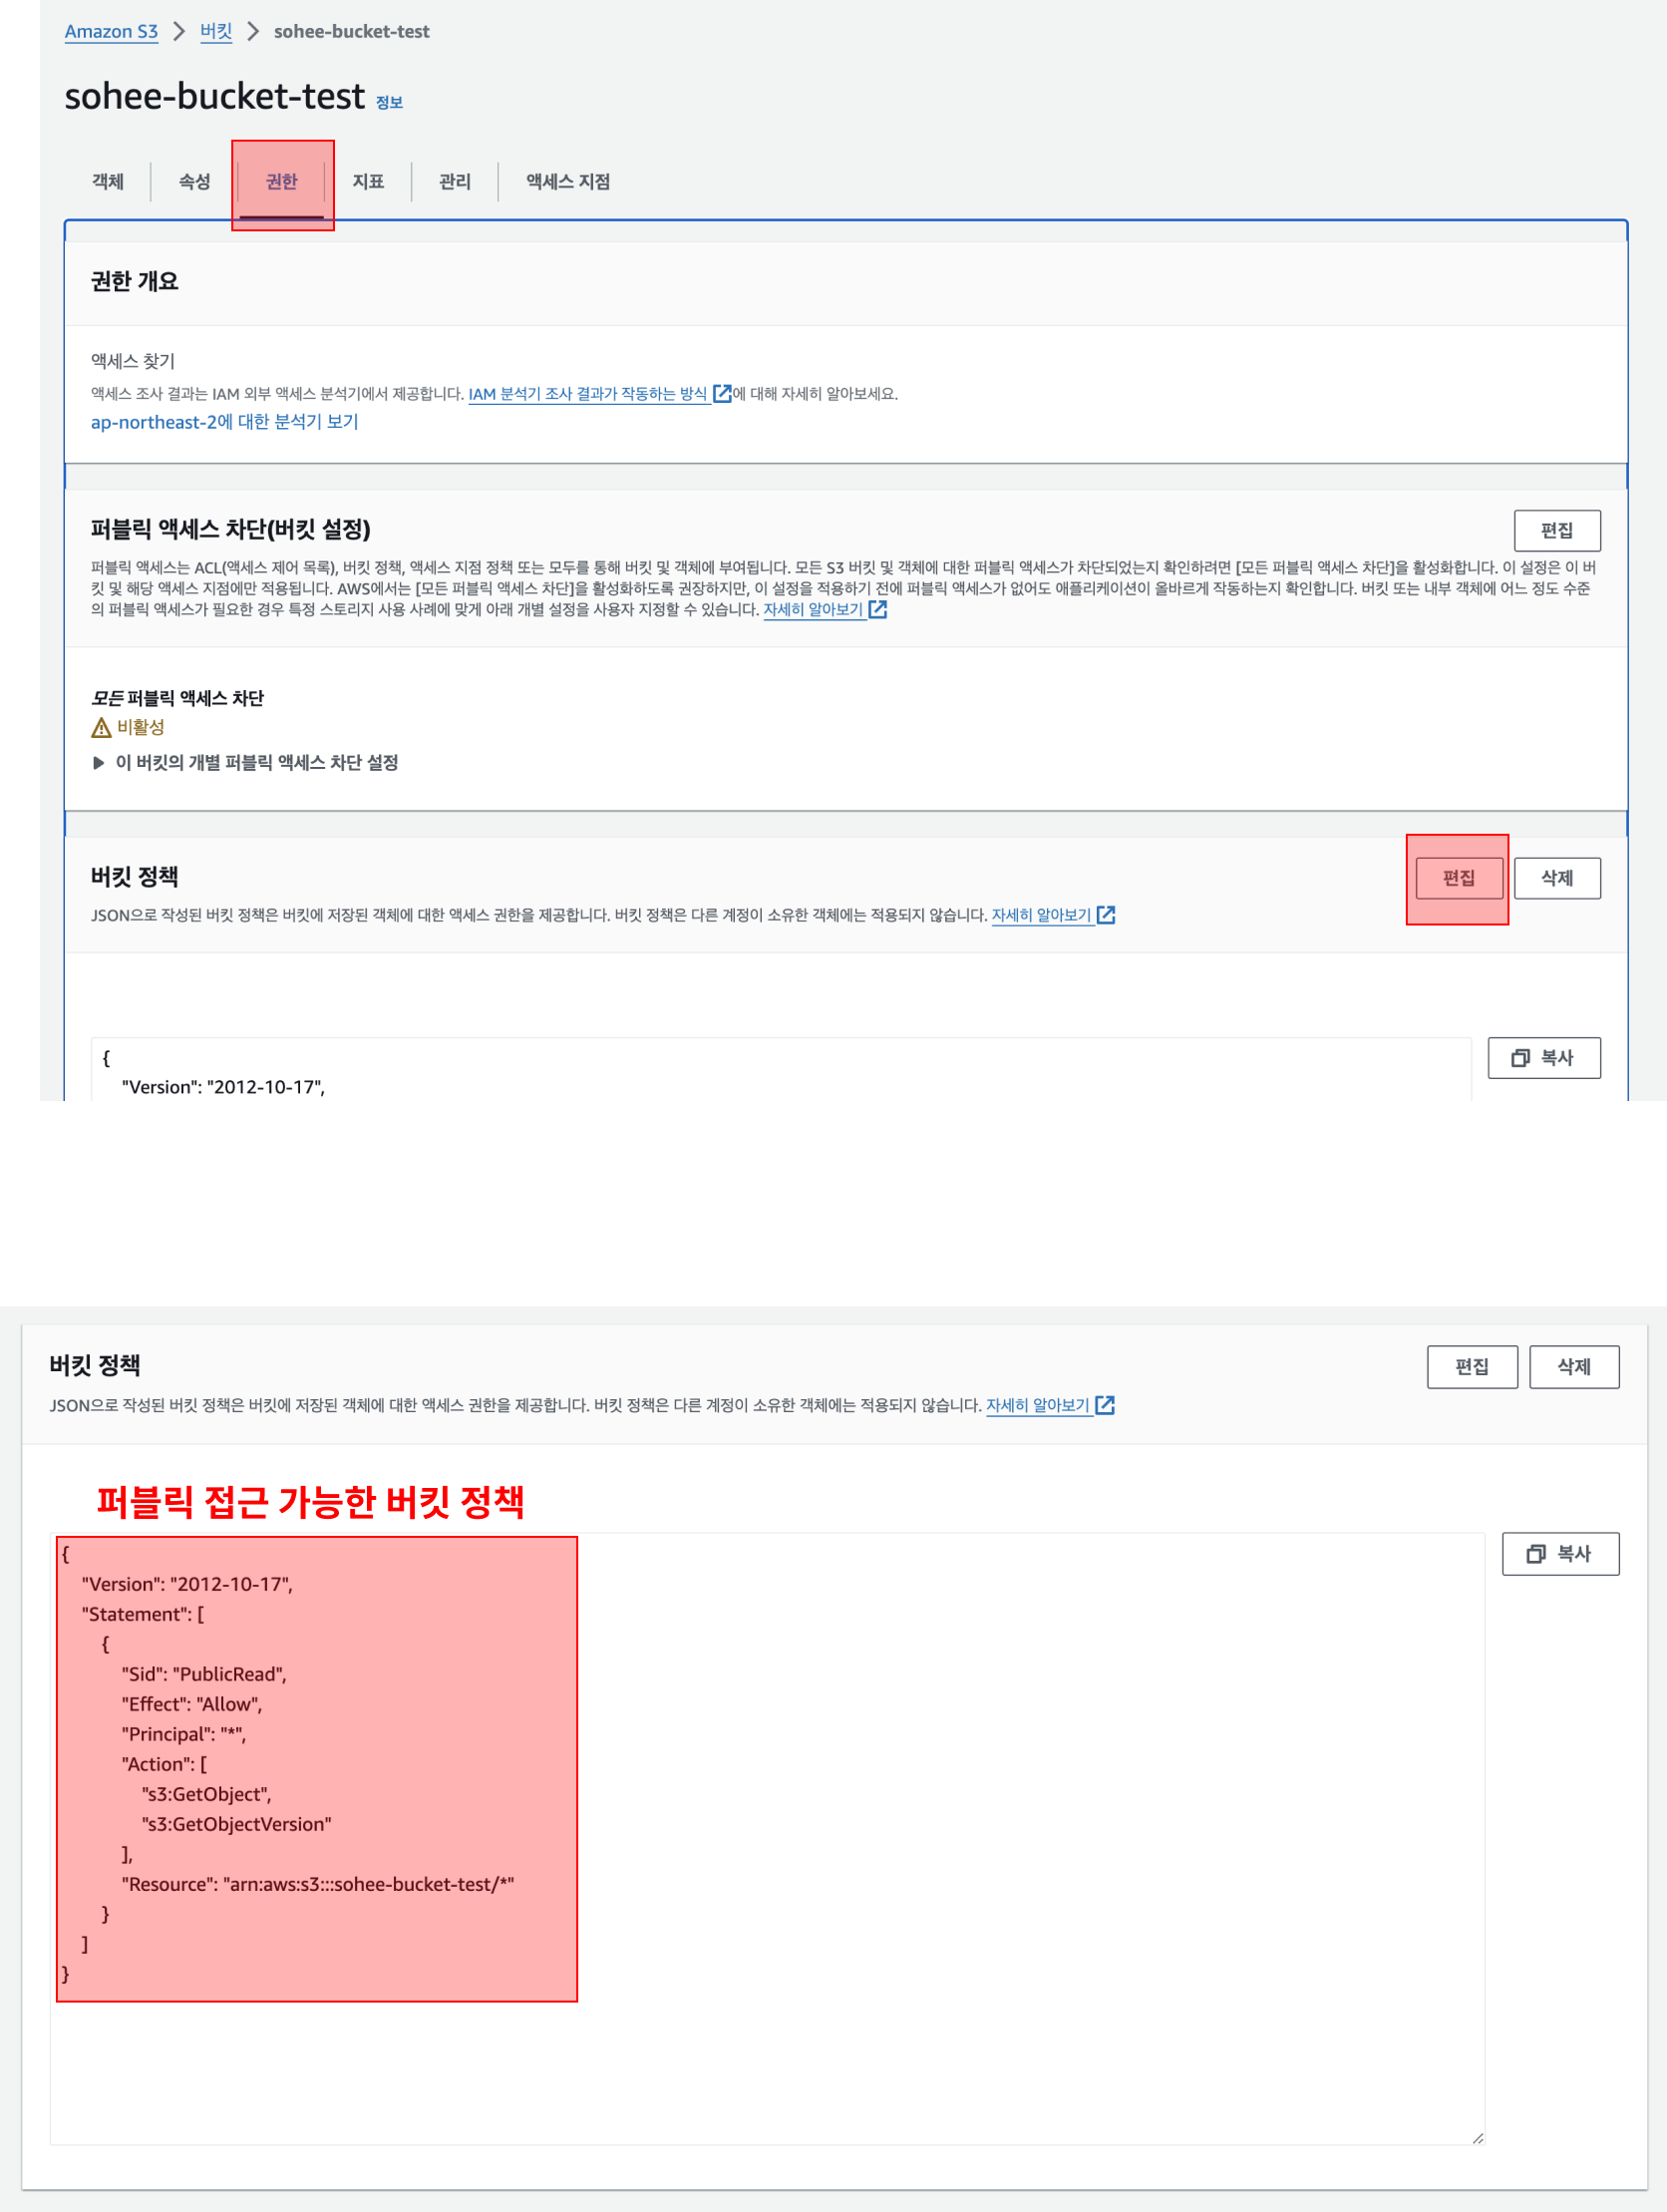 Amazon S3 > 버킷 > sohee-bucket-test
sohee-bucket-test 정보
객체 속성 권한 지표 관리 액세스 지점
권한 개요
액세스 찾기
액세스 조사 결과는 IAM 외부 액세스 분석기에서 제공합니다. IAM 분석기 조사 결과가 작동하는 방식 에 대해 자세히 알아보세요.
ap-northeast-2에 대한 분석기 보기
퍼블릭 액세스 차단(버킷 설정) 편집
퍼블릭 액세스는 ACL(액세스 제어 목록), 버킷 정책, 액세스 지점 정책 또는 모두를 통해 버킷 및 객체에 부여됩니다. 모든 S3 버킷 및 객체에 대한 퍼블릭 액세스가 차단되었는지 확인하려면 [모든 퍼블릭 액세스 차단]을 활성화합니다. 이 설정은 이 버
킷 및 해당 액세스 지점에만 적용됩니다. AWS에서는 [모든 퍼블릭 액세스 차단]을 활성화하도록 권장하지만, 이 설정을 적용하기 전에 퍼블릭 액세스가 없어도 애플리케이션이 올바르게 작동하는지 확인합니다. 버킷 또는 내부 객체에 어느 정도 수준
의 퍼블릭 액세스가 필요한 경우 특정 스토리지 사용 사례에 맞게 아래 개별 설정을 사용자 지정할 수 있습니다. 자세히 알아보기
모든 퍼블릭 액세스 차단
비활성
이 버킷의 개별 퍼블릭 액세스 차단 설정
버킷 정책 편집 삭제
JSON으로 작성된 버킷 정책은 버킷에 저장된 객체에 대한 액세스 권한을 제공합니다. 버킷 정책은 다른 계정이 소유한 객체에는 적용되지 않습니다. 자세히 알아보기
{ 복사
"Version": "2012-10-17",
버킷 정책 편집 삭제
JSON으로 작성된 버킷 정책은 버킷에 저장된 객체에 대한 액세스 권한을 제공합니다. 버킷 정책은 다른 계정이 소유한 객체에는 적용되지 않습니다. 자세히 알아보기
퍼블릭 접근 가능한 버킷 정책
{ 복사
"Version": "2012-10-17",
"Statement": [
{
"Sid": "PublicRead",
"Effect": "Allow",
"Principal": "*",
"Action": [
"s3:GetObject",
"s3:GetObjectVersion"
],
"Resource": "arn:aws:s3:::sohee-bucket-test/*"
}
]
}